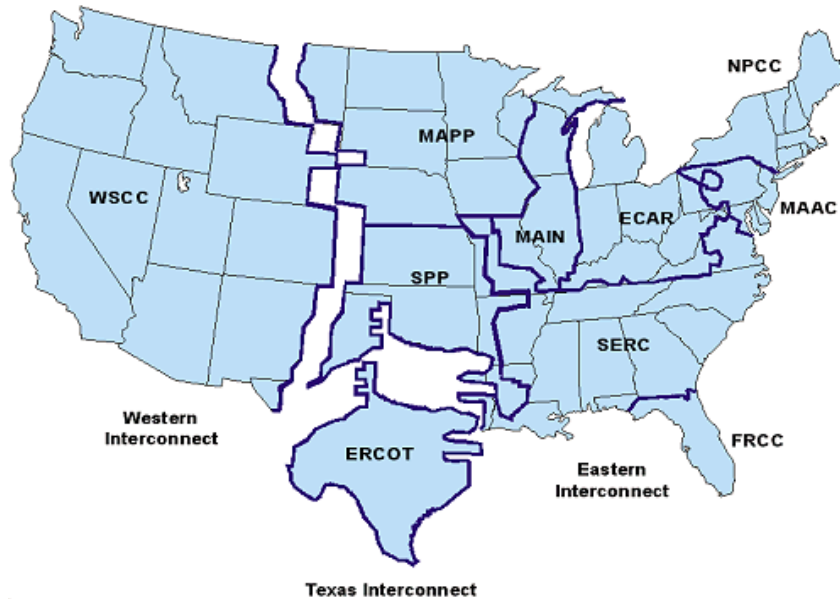 NPCC
MAPP
WSCC
MAAC
ECAR
MAIN
SPP
SERC
Western
Interconnect
FRCC
ERCOT
Eastern
Interconnect
Texas Interconnect